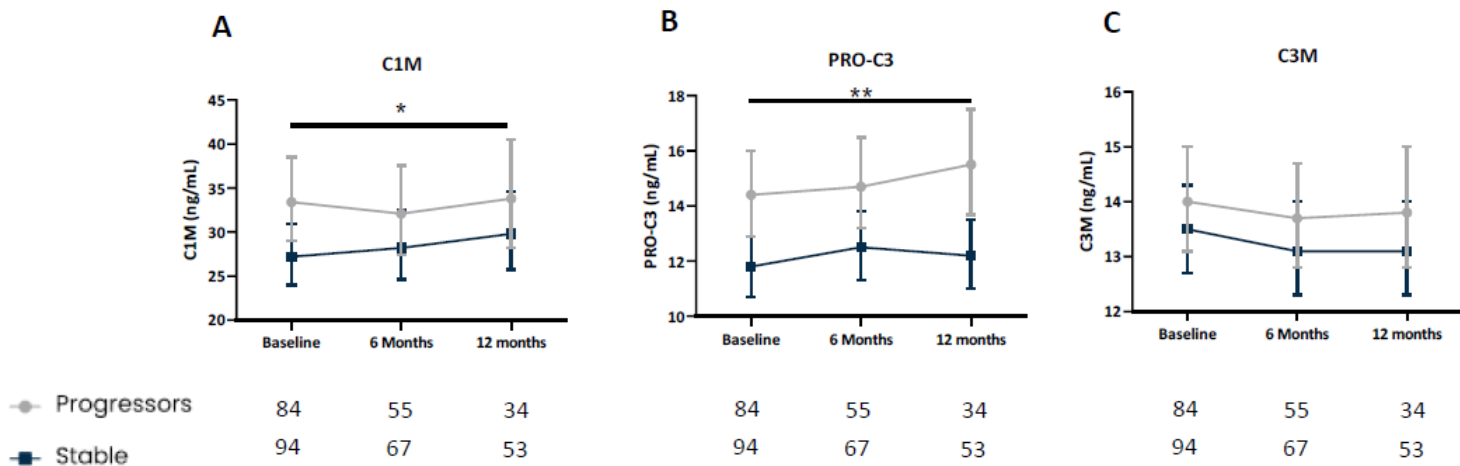 A
C1M
*
45
40
35
30
25
20
C1M (ng/mL)
Baseline 6 Months 12 months
B
PRO-C3
**
18
16
14
12
10
PRO-C3 (ng/mL)
Baseline 6 Months 12 months
C
C3M
16
15
14
13
12
C3M (ng/mL)
Baseline 6 Months 12 months
Progressors 84 55 34 84 55 34 84 55 34
Stable 94 67 53 94 67 53 94 67 53